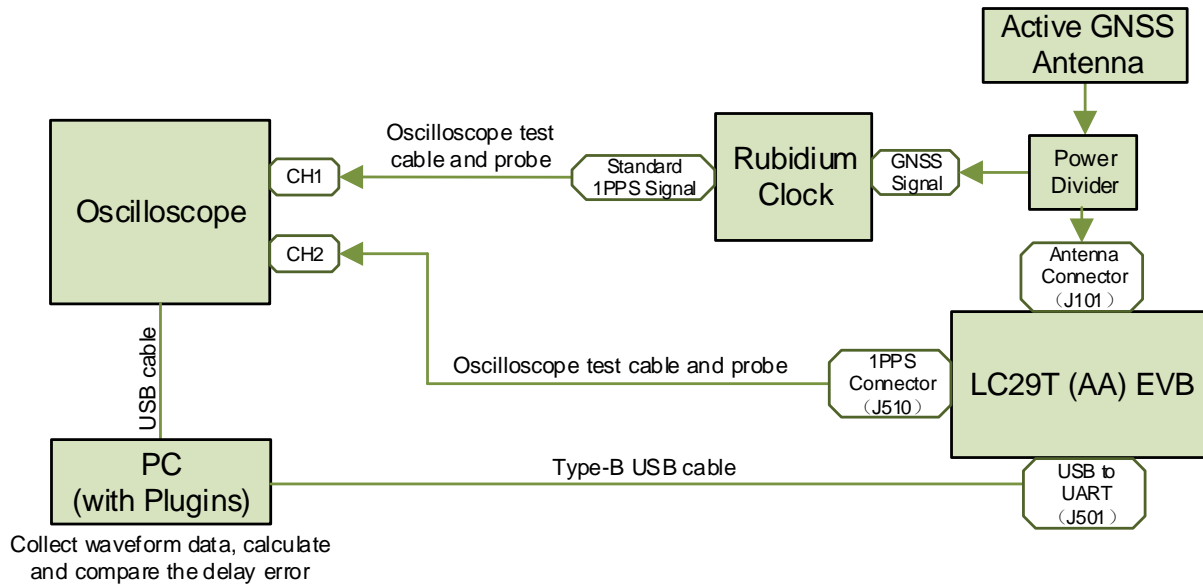 Active GNSS
Antenna
Oscilloscope test
cable and probe
CH1
Standard
1PPS Signal
Rubidium
Clock
GNSS
Signal
Power
Divider
Oscilloscope
CH2
Antenna
Connector
（J101）
USB cable
Oscilloscope test cable and probe
1PPS
Connector
（J510）
LC29T (AA) EVB
PC
(with Plugins)
Type-B USB cable
USB to
UART
（J501）
Collect waveform data, calculate
and compare the delay error